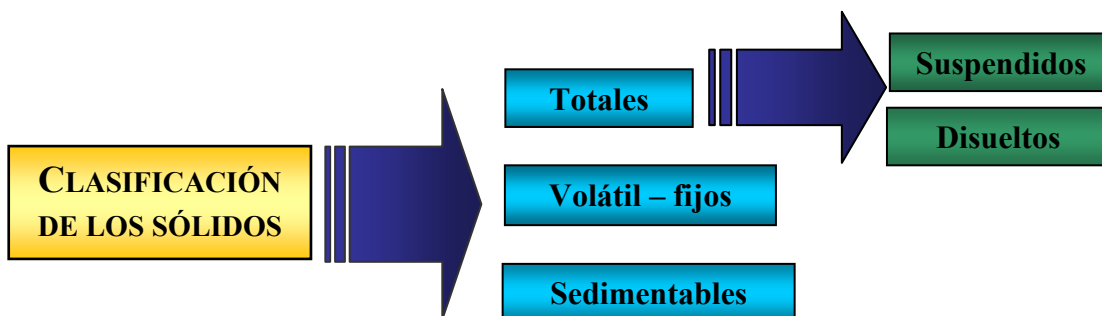 CLASIFICACIÓN
DE LOS SÓLIDOS
Totales
Volátil – fijos
Sedimentables
Suspendidos
Disueltos